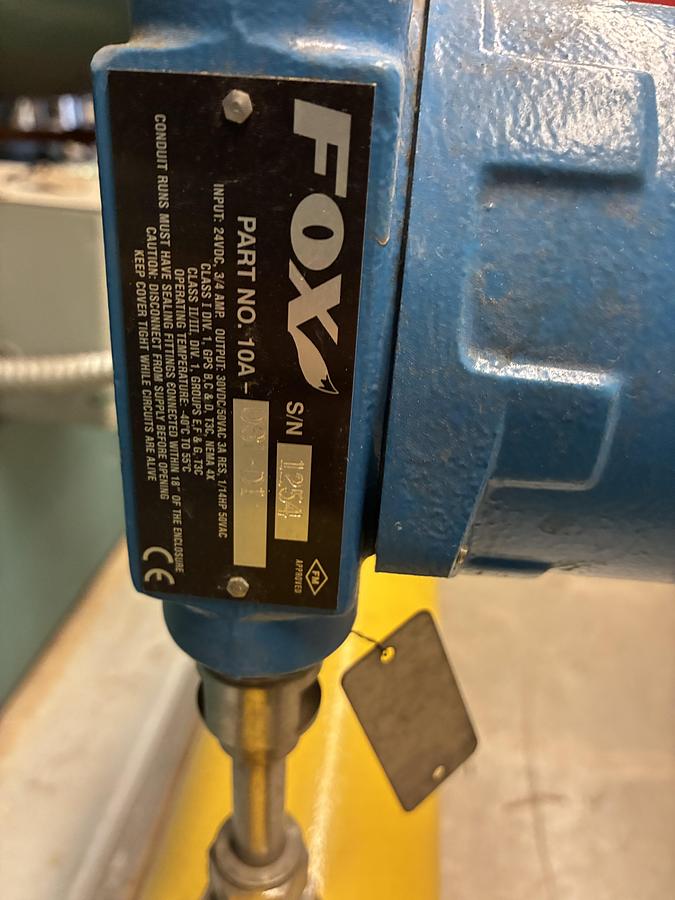 FOX
S/N 1254
PART NO. 10A-
INPUT: 24VDC, 3/4 AMP. OUTPUT: 30VDC/50VAC 3A RES, 1/14HP 50VAC
CLASS I DIV. 1, GPS B,C & D, T3C, NEMA 4X
CLASS II/III, DIV. 1, GROUPS E,F & G, T3C
OPERATING TEMPERATURE: -40°C TO 55°C
CONDUIT RUNS MUST HAVE SEALING FITTINGS CONNECTED WITHIN 18" OF THE ENCLOSURE
CAUTION: DISCONNECT FROM SUPPLY BEFORE OPENING
KEEP COVER TIGHT WHILE CIRCUITS ARE ALIVE
FM
APPROVED
CE